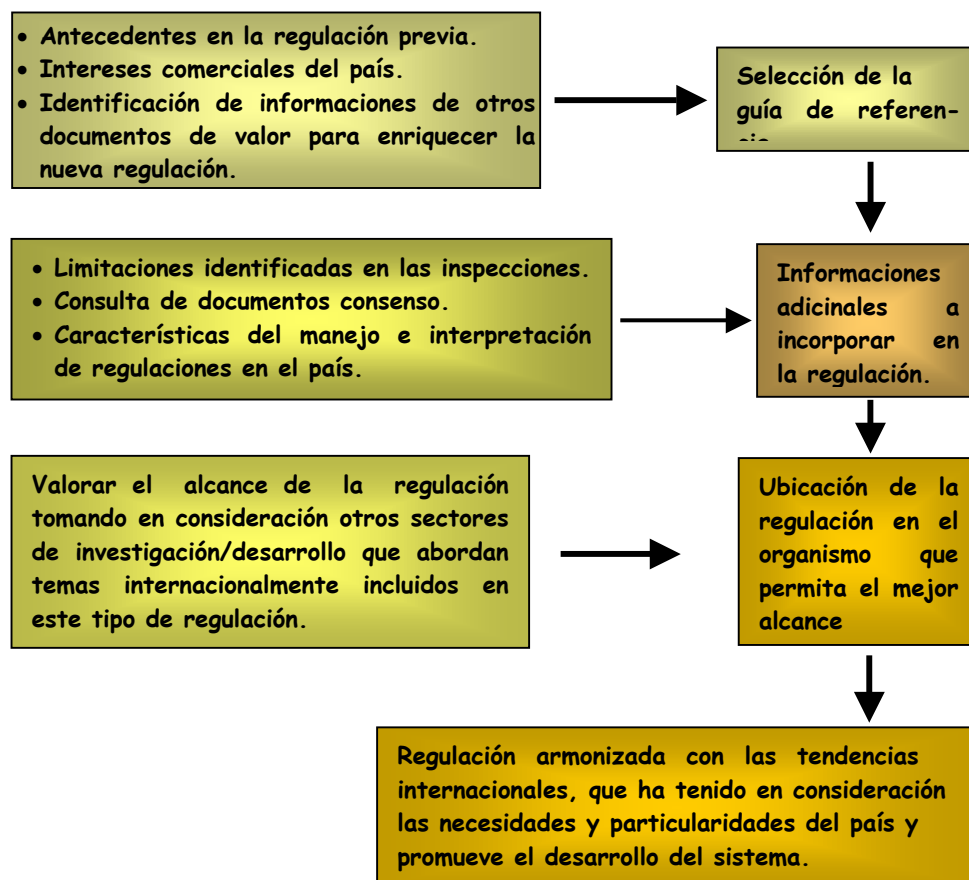 • Antecedentes en la regulación previa.
• Intereses comerciales del país.
• Identificación de informaciones de otros
documentos de valor para enriquecer la
nueva regulación.
Selección de la
guía de referen-
• Limitaciones identificadas en las inspecciones.
• Consulta de documentos consenso.
• Características del manejo e interpretación
de regulaciones en el país.
Informaciones
adicinales a
incorporar en
la regulación.
Valorar el alcance de la regulación
tomando en consideración otros sectores
de investigación/desarrollo que abordan
temas internacionalmente incluidos en
este tipo de regulación.
Ubicación de la
regulación en el
organismo que
permita el mejor
alcance
Regulación armonizada con las tendencias
internacionales, que ha tenido en consideración
las necesidades y particularidades del país y
promueve el desarrollo del sistema.